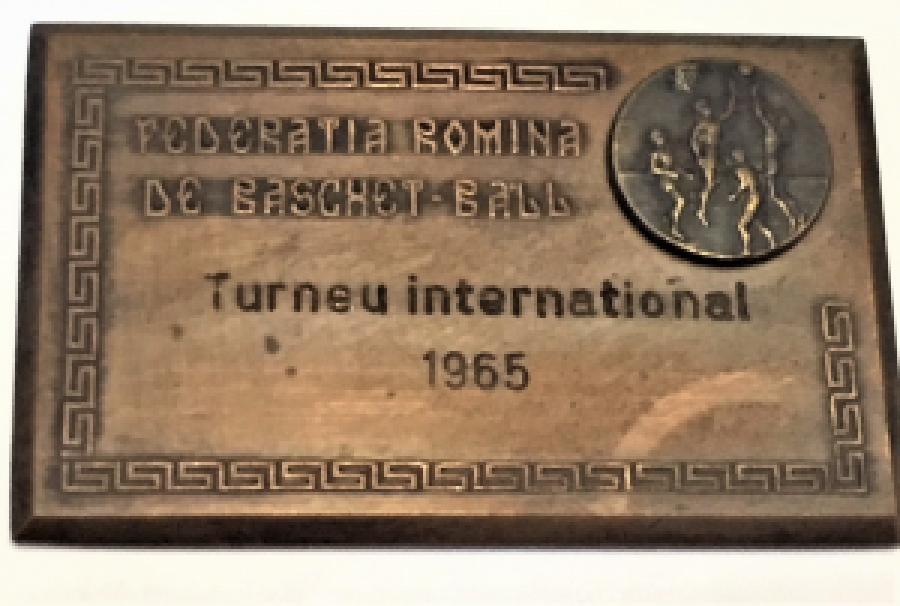 FEDERATIA ROMINA
DE BASCHET-BALL
Turneu international
1965